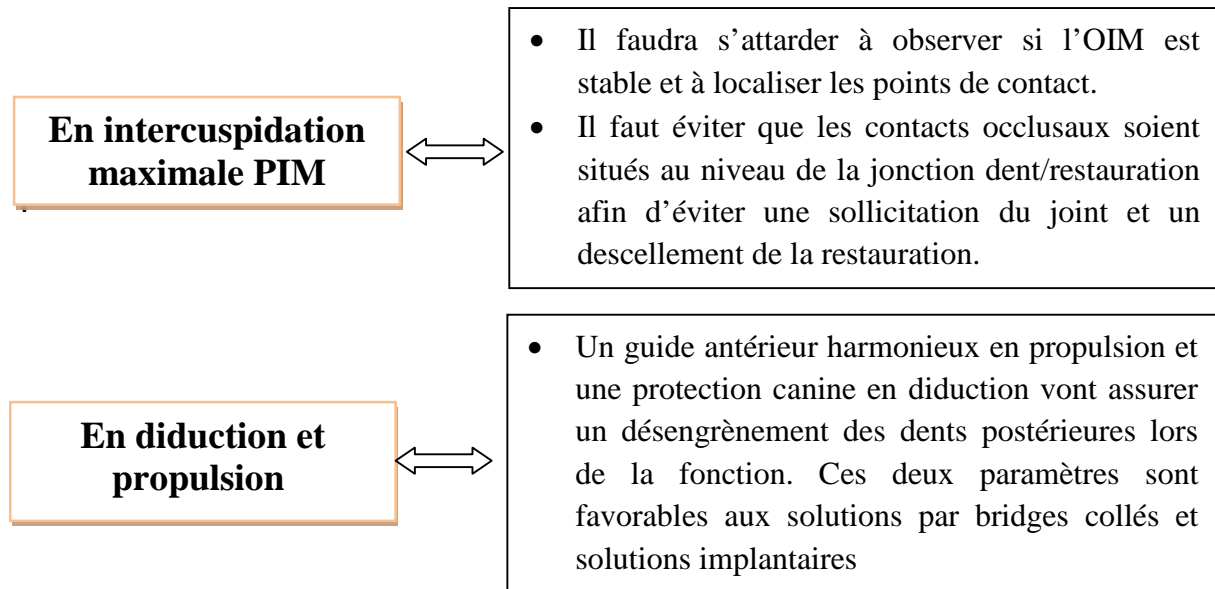 En intercuspidation
maximale PIM
• Il faudra s’attarder à observer si l’OIM est
stable et à localiser les points de contact.
• Il faut éviter que les contacts occlusaux soient
situés au niveau de la jonction dent/restauration
afin d’éviter une sollicitation du joint et un
descellement de la restauration.
En diduction et
propulsion
• Un guide antérieur harmonieux en propulsion et
une protection canine en diduction vont assurer
un désengrènement des dents postérieures lors
de la fonction. Ces deux paramètres sont
favorables aux solutions par bridges collés et
solutions implantaires